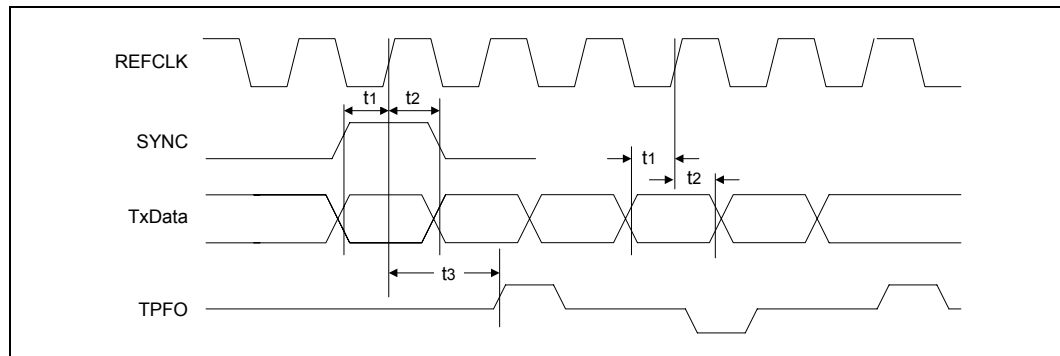 REFCLK
t1 t2
SYNC
t1
t2
TxData
t3
TPFO